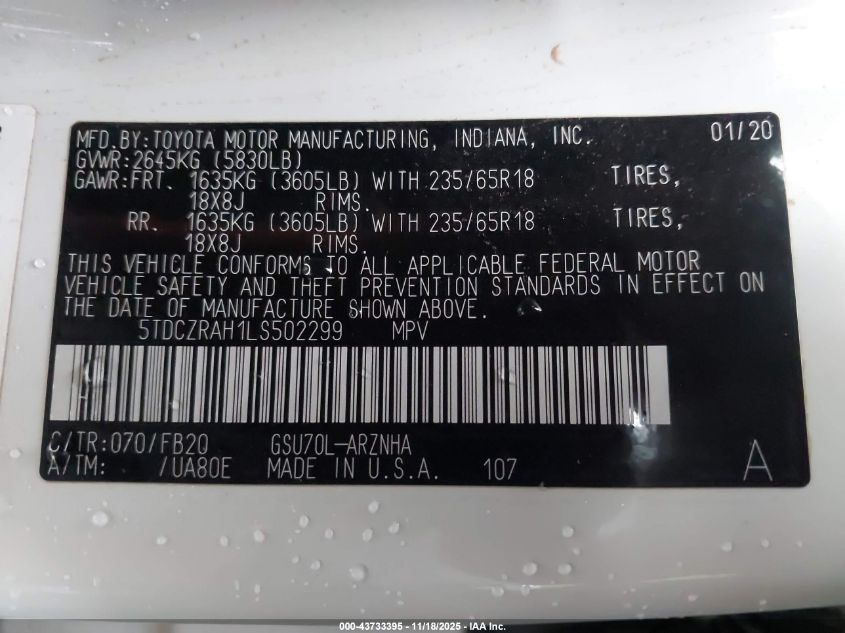 MFD.BY:TOYOTA MOTOR MANUFACTURING, INDIANA, INC. 01/20
GVWR:2645KG (5830LB)
GAWR:FRT. 1635KG (3605LB) WITH 235/65R18 TIRES,
18X8J RIMS.
RR. 1635KG (3605LB) WITH 235/65R18 TIRES,
18X8J RIMS.
THIS VEHICLE CONFORMS TO ALL APPLICABLE FEDERAL MOTOR
VEHICLE SAFETY AND THEFT PREVENTION STANDARDS IN EFFECT ON
THE DATE OF MANUFACTURE SHOWN ABOVE.
5TDCZRAH1LS502299 MPV
C/TR:070/FB20 GSU70L-ARZNHA
A/TM: /UA80E MADE IN U.S.A. 107 A
000-43733395 - 11/18/2025 - IAA Inc.